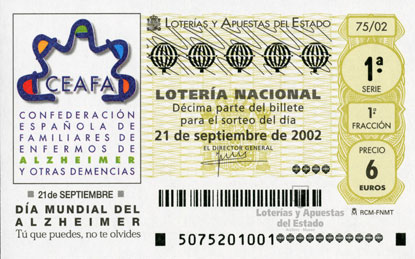 CEAFA
CONFEDERACIÓN
ESPAÑOLA DE
FAMILIARES DE
ENFERMOS DE
ALZHEIMER
Y OTRAS DEMENCIAS
21 de SEPTIEMBRE
DÍA MUNDIAL DEL
ALZHEIMER
Tú que puedes, no te olvides
LOTERÍAS Y APUESTAS DEL ESTADO
LOTERÍA NACIONAL
Décima parte del billete
para el sorteo del día
21 de septiembre de 2002
EL DIRECTOR GENERAL
Loterías y Apuestas
del Estado
5075201001
75/02
1ª
SERIE
1ª
FRACCIÓN
PRECIO
6
EUROS
RCM-FNMT